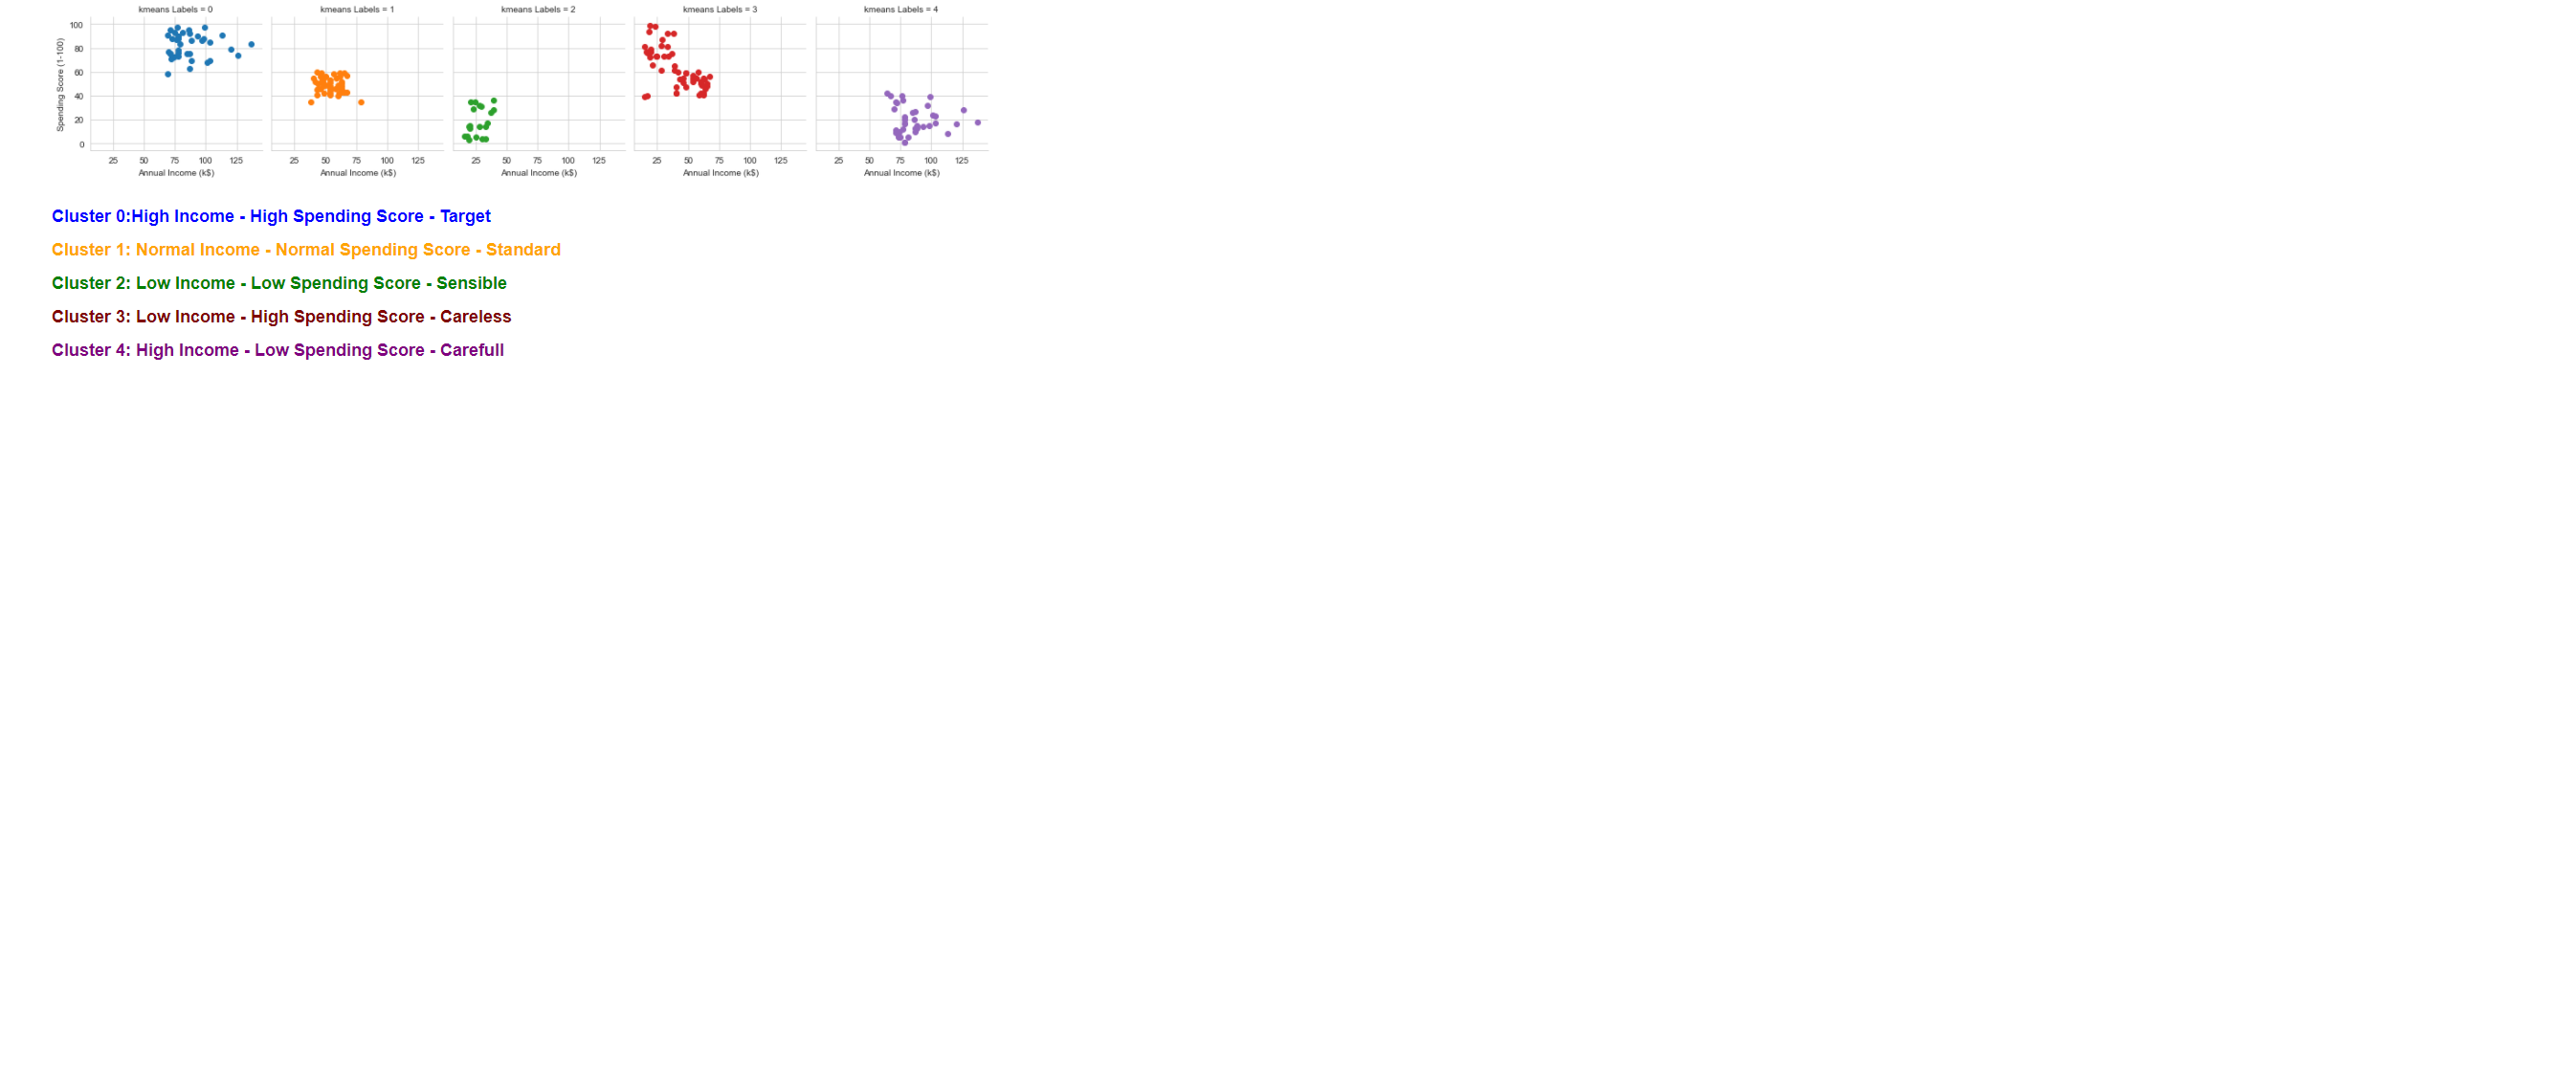 kmeans Labels = 0
kmeans Labels = 1
kmeans Labels = 2
kmeans Labels = 3
kmeans Labels = 4
Spending Score (1-100)
100
80
60
40
20
0
25 50 75 100 125
25 50 75 100 125
25 50 75 100 125
25 50 75 100 125
25 50 75 100 125
Annual Income (k$)
Annual Income (k$)
Annual Income (k$)
Annual Income (k$)
Annual Income (k$)
Cluster 0:High Income - High Spending Score - Target
Cluster 1: Normal Income - Normal Spending Score - Standard
Cluster 2: Low Income - Low Spending Score - Sensible
Cluster 3: Low Income - High Spending Score - Careless
Cluster 4: High Income - Low Spending Score - Carefull